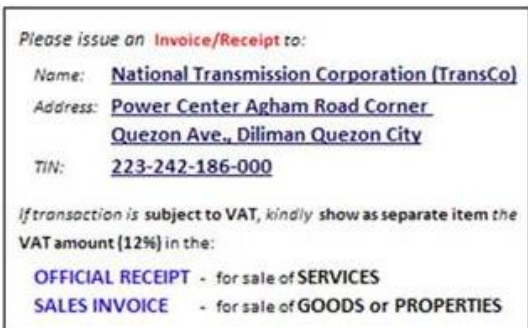 Please issue an Invoice/Receipt to:
Name: National Transmission Corporation (TransCo)
Address: Power Center Agham Road Corner
Quezon Ave., Diliman Quezon City
TIN: 223-242-186-000
If transaction is subject to VAT, kindly show as separate item the
VAT amount (12%) in the:
OFFICIAL RECEIPT - for sale of SERVICES
SALES INVOICE - for sale of GOODS or PROPERTIES